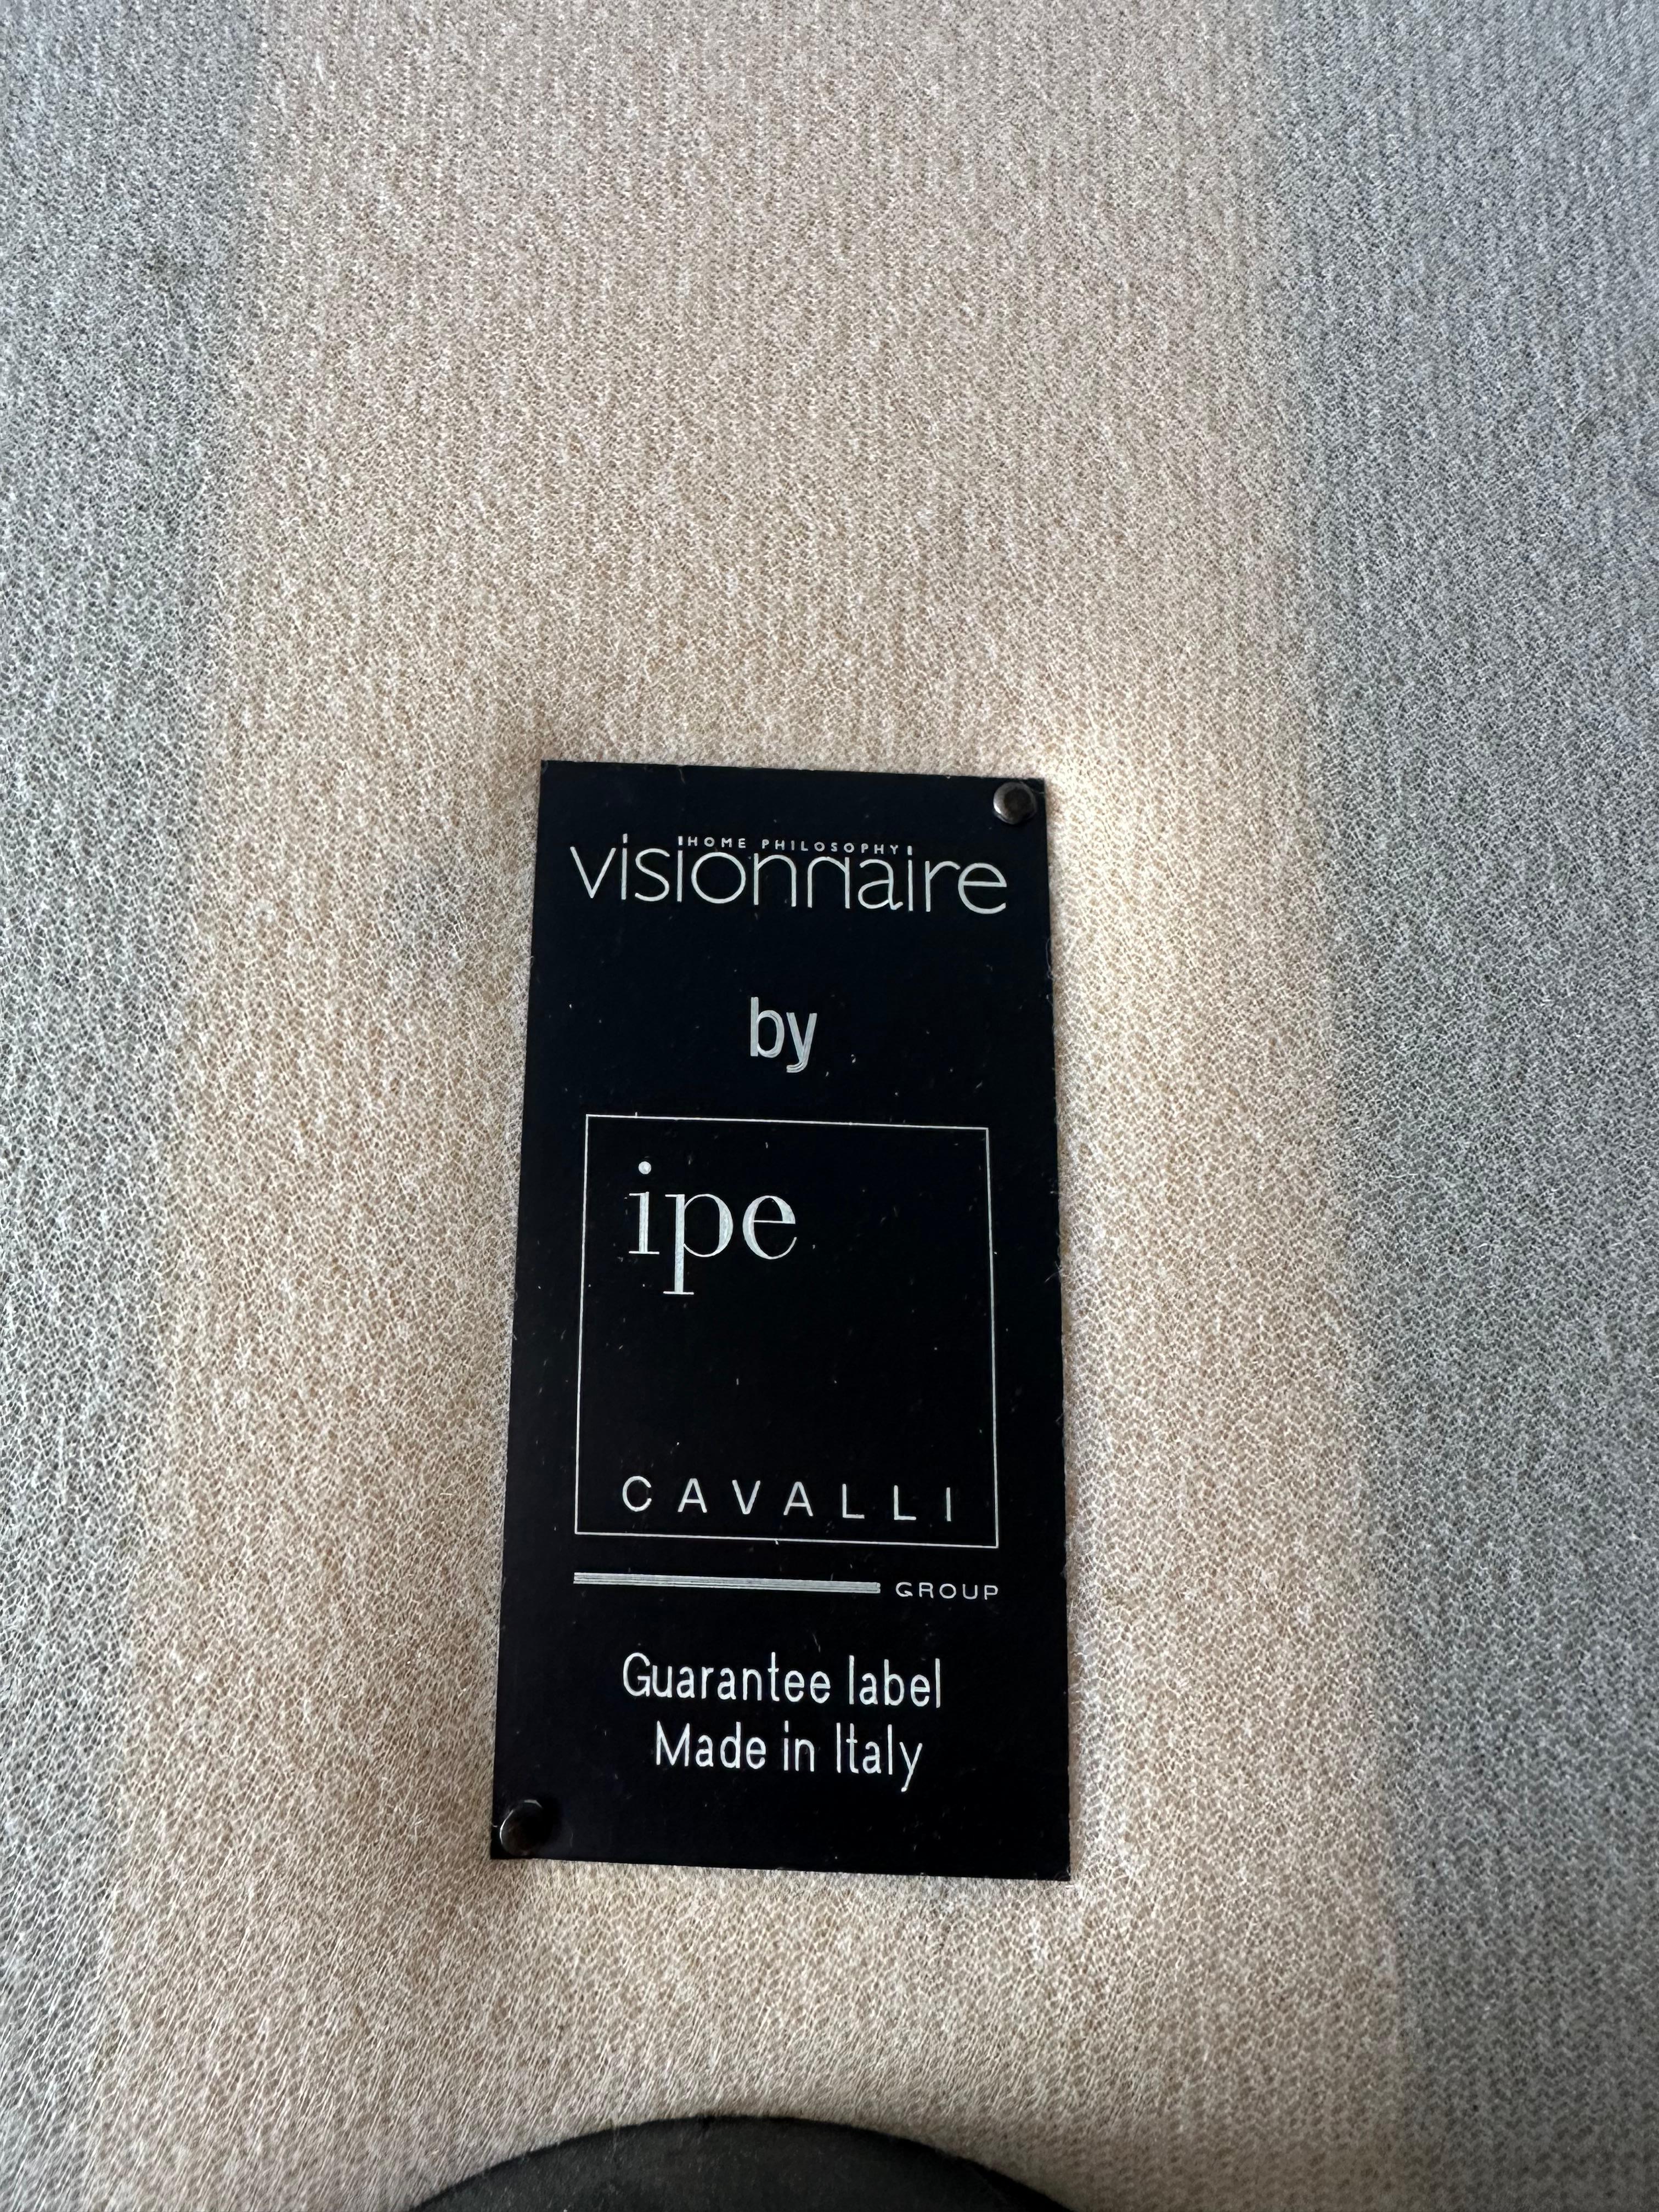 HOME PHILOSOPHY
visionnaire
by
ipe
CAVALLI
GROUP
Guarantee label
Made in Italy